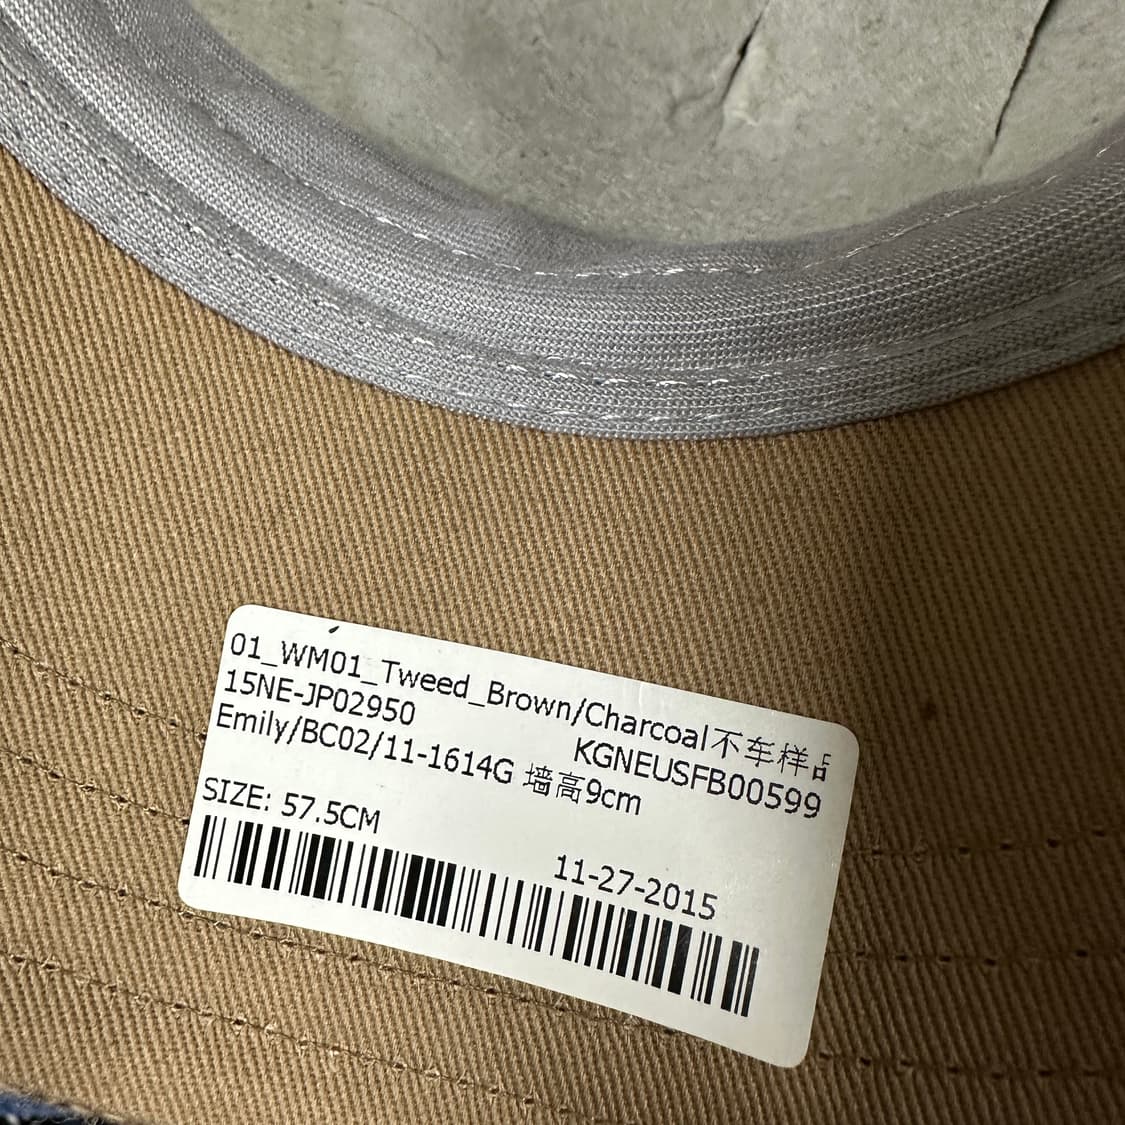 01_WM01_Tweed_Brown/Charcoal不车样品
15NE-JP02950 KGNEUSFB00599
Emily/BC02/11-1614G 墙高9cm
SIZE: 57.5CM
11-27-2015